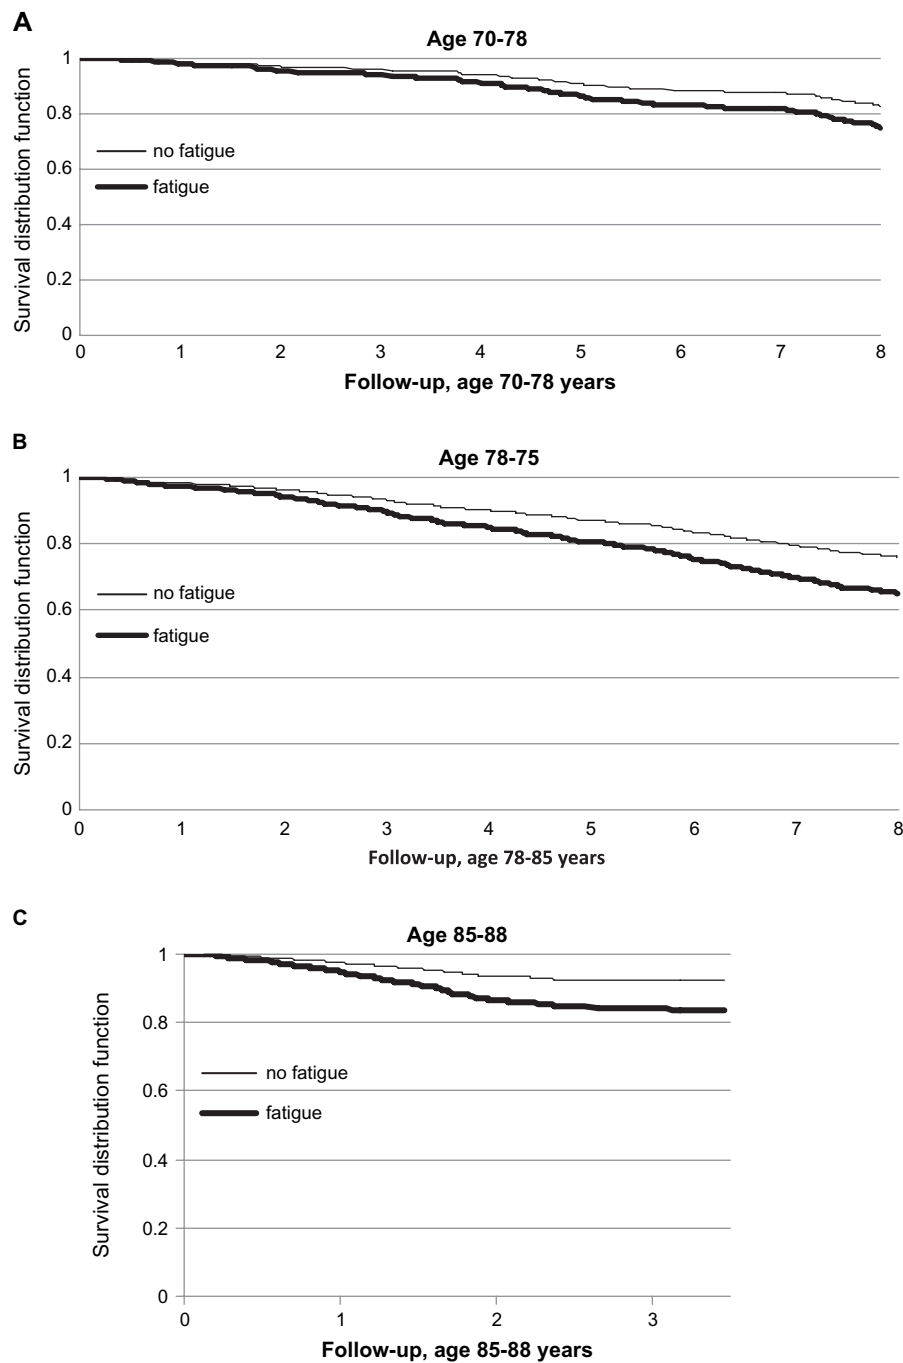 A
Age 70-78
Survival distribution function
1
0.8
0.6
0.4
0.2
0
no fatigue
fatigue
0 1 2 3 4 5 6 7 8
Follow-up, age 70-78 years
B
Age 78-75
Survival distribution function
1
0.8
0.6
0.4
0.2
0
no fatigue
fatigue
0 1 2 3 4 5 6 7 8
Follow-up, age 78-85 years
C
Age 85-88
Survival distribution function
1
0.8
0.6
0.4
0.2
0
no fatigue
fatigue
0 1 2 3
Follow-up, age 85-88 years